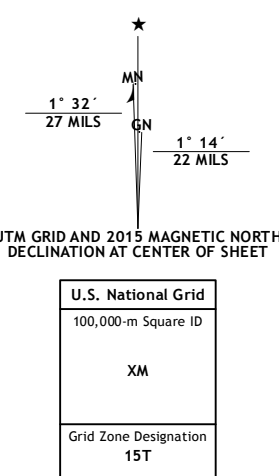 ★
MN
1° 32´
27 MILS
GN
1° 14´
22 MILS
UTM GRID AND 2015 MAGNETIC NORTH
DECLINATION AT CENTER OF SHEET
U.S. National Grid
100,000-m Square ID
XM
Grid Zone Designation
15T